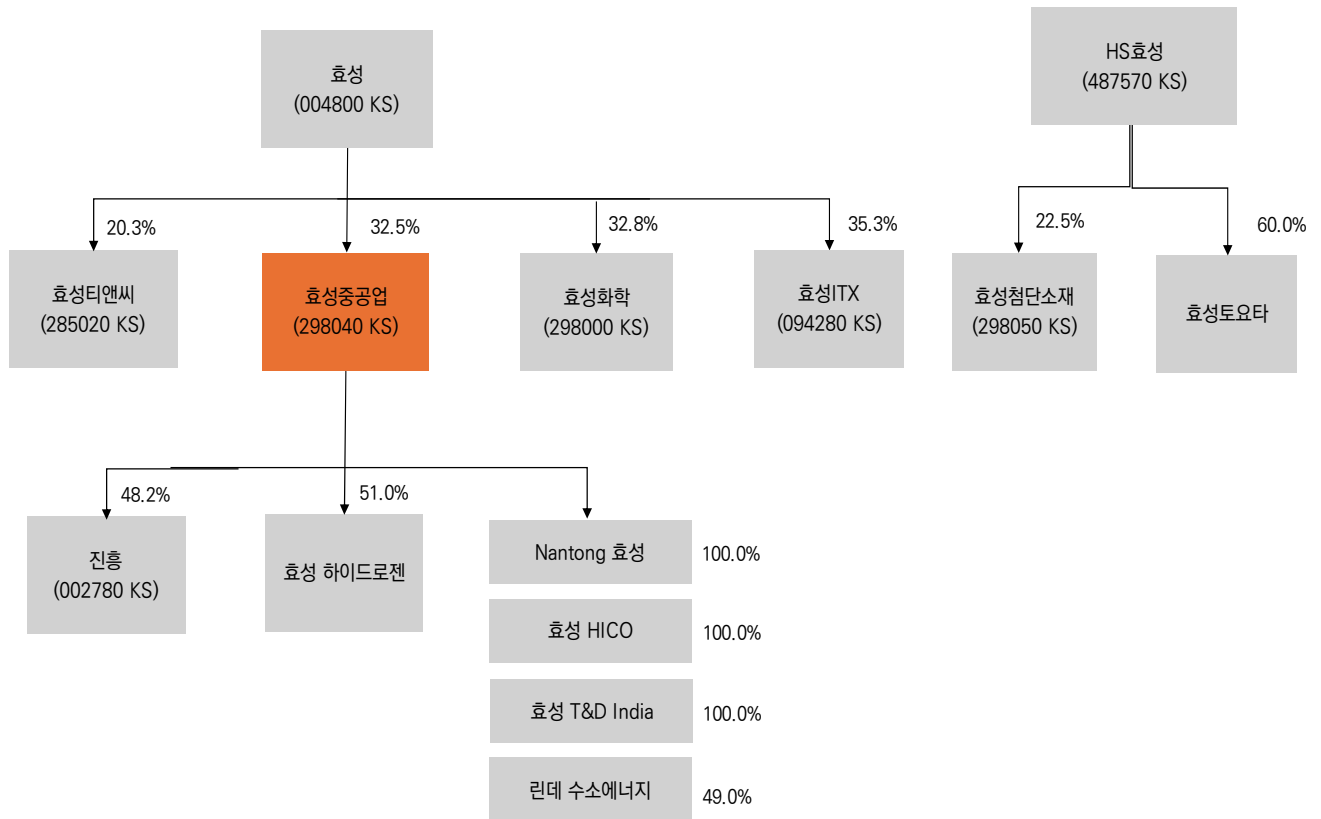 효성
(004800 KS)
HS효성
(487570 KS)
20.3%
32.5%
32.8%
35.3%
22.5%
60.0%
효성티앤씨
(285020 KS)
효성중공업
(298040 KS)
효성화학
(298000 KS)
효성ITX
(094280 KS)
효성첨단소재
(298050 KS)
효성토요타
48.2%
51.0%
진흥
(002780 KS)
효성 하이드로젠
Nantong 효성
100.0%
효성 HICO
100.0%
효성 T&D India
100.0%
린데 수소에너지
49.0%